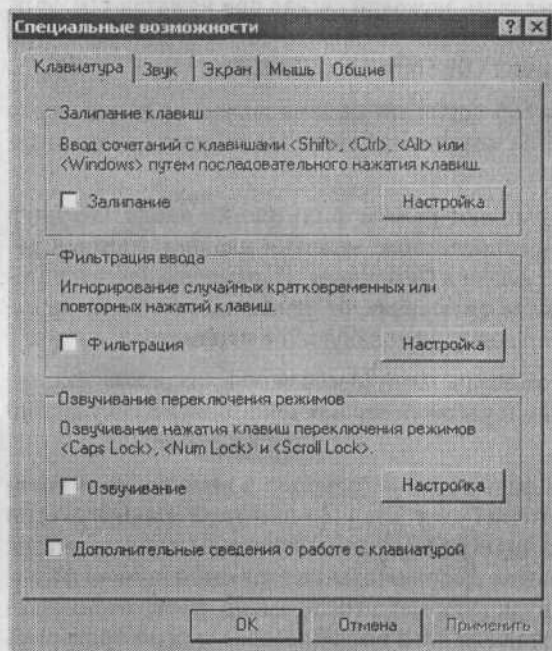 Специальные возможности
Клавиатура Звук Экран Мышь Общие
Залипание клавиш
Ввод сочетаний с клавишами <Shift>, <Ctrl>, <Alt> или
<Windows> путем последовательного нажатия клавиш.
Залипание Настройка
Фильтрация ввода
Игнорирование случайных кратковременных или
повторных нажатий клавиш.
Фильтрация Настройка
Озвучивание переключения режимов
Озвучивание нажатия клавиш переключения режимов
<Caps Lock>, <Num Lock> и <Scroll Lock>.
Озвучивание Настройка
Дополнительные сведения о работе с клавиатурой
OK Отмена Применить